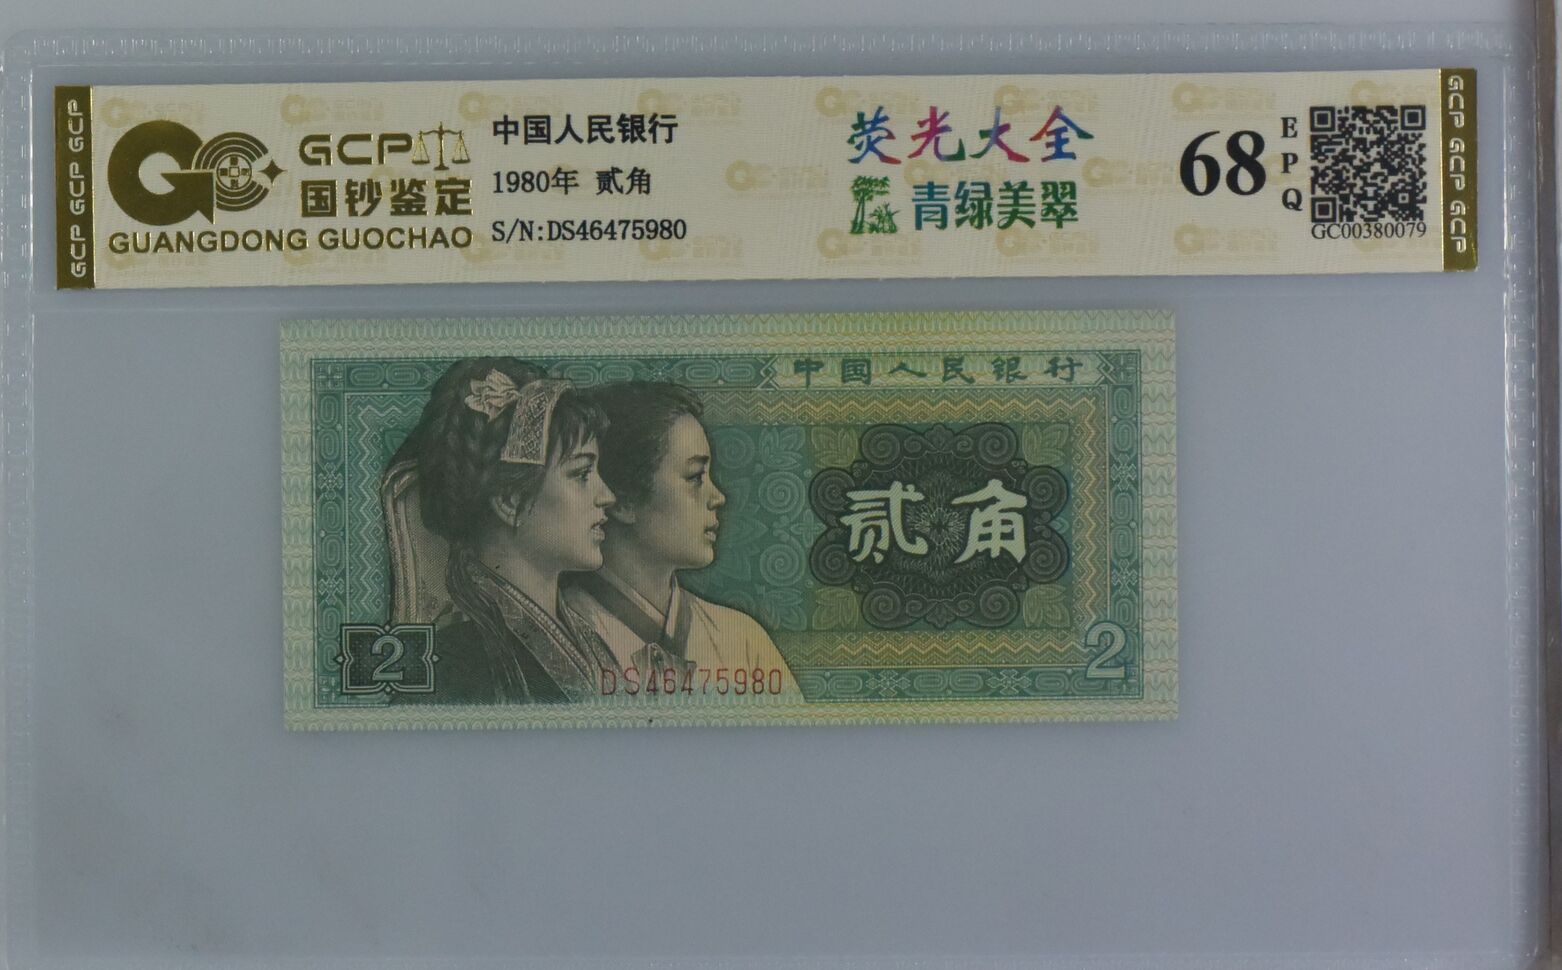 GCP GCP GCP
GCP
国钞鉴定
GUANGDONG GUOCHAO
中国人民银行
1980年 贰角
S/N:DS46475980
荧光大全
青绿美翠
68
EPQ
GC00380079
GCP GCP GCP
中国人民银行
贰角
2
DS46475980
2